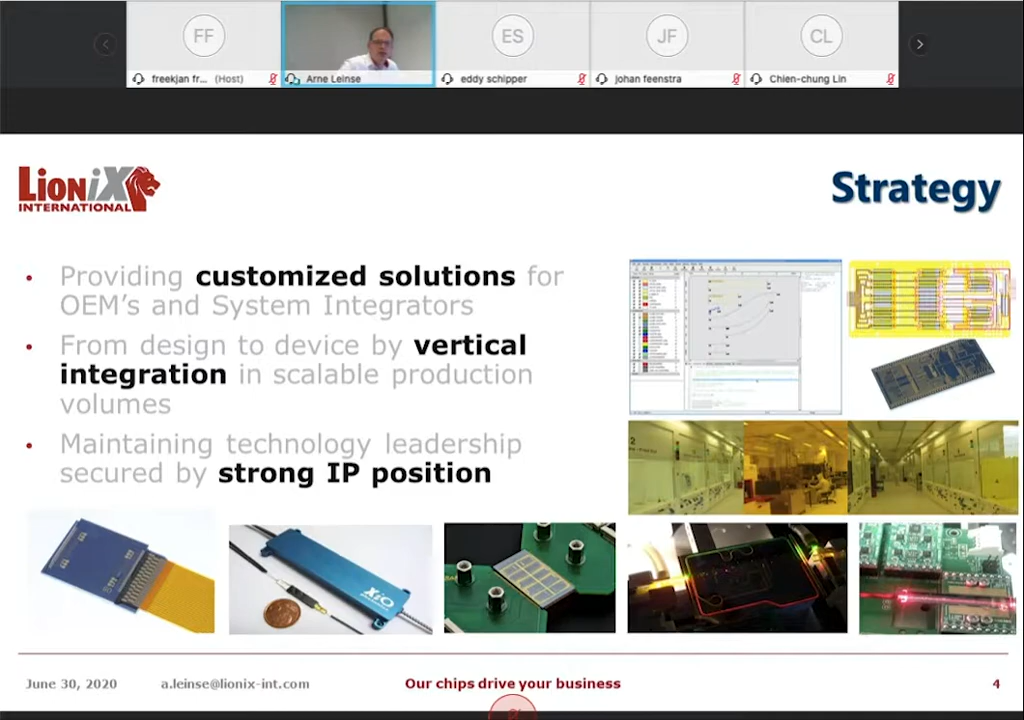 FF
ES
JF
CL
freekjan fr... (Host)
Arne Leinse
eddy schipper
johan feenstra
Chien-chung Lin
LioniX
INTERNATIONAL
Strategy
• Providing customized solutions for
OEM's and System Integrators
• From design to device by vertical
integration in scalable production
volumes
• Maintaining technology leadership
secured by strong IP position
XiO
June 30, 2020
a.leinse@lionix-int.com
Our chips drive your business
4